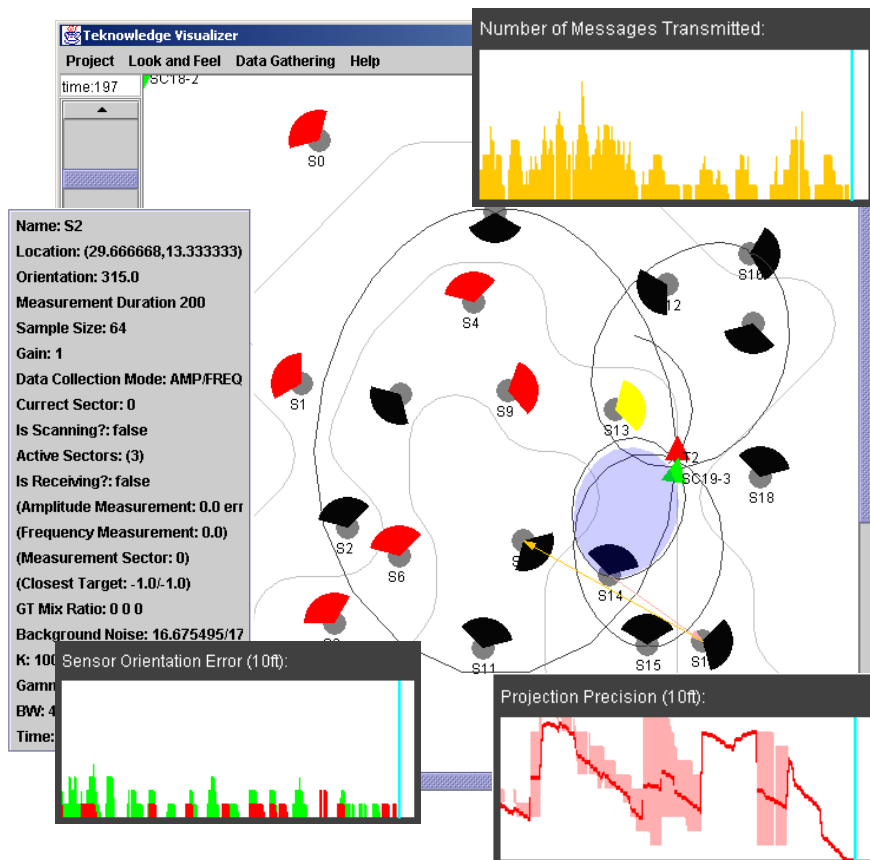 Teknowledge Visualizer
Project Look and Feel Data Gathering Help
time:197
SC18-2
Number of Messages Transmitted:
S0
Name: S2
Location: (29.666668,13.333333)
Orientation: 315.0
Measurement Duration 200
Sample Size: 64
Gain: 1
Data Collection Mode: AMP/FREQ
Currect Sector: 0
Is Scanning?: false
Active Sectors: (3)
Is Receiving?: false
(Amplitude Measurement: 0.0 err
(Frequency Measurement: 0.0)
(Measurement Sector: 0)
(Closest Target: -1.0/-1.0)
GT Mix Ratio: 0 0 0
Background Noise: 16.675495/17
K: 100
Gamm
BW: 4
Time:
S16
S4
S1
S9
S13
T2
SC19-3
S18
S2
S6
S14
S11
S15
Sensor Orientation Error (10ft):
Projection Precision (10ft):